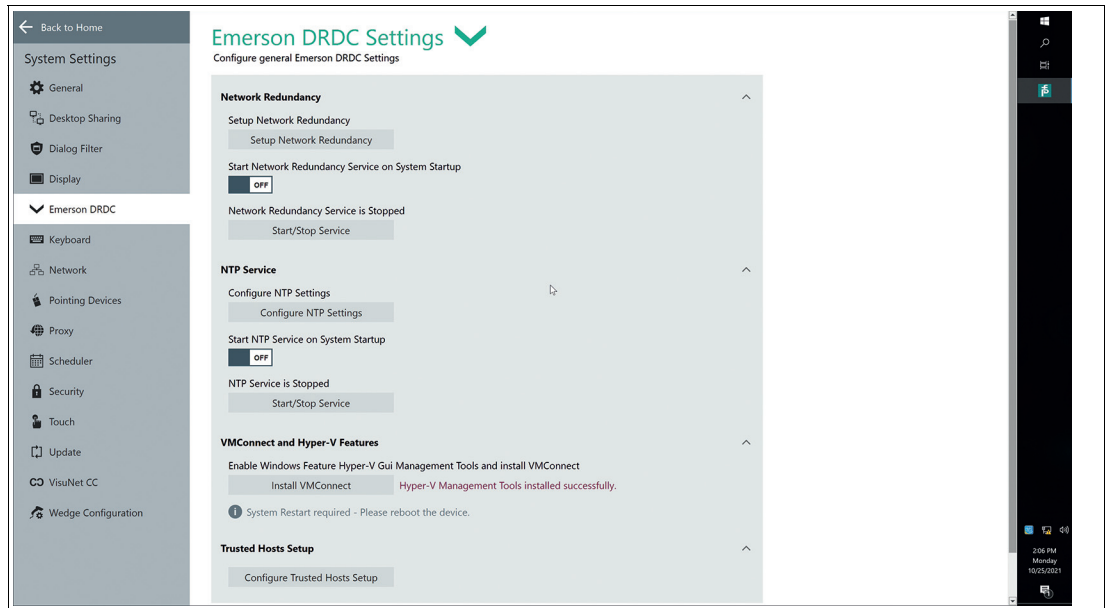 Back to Home
System Settings
General
Desktop Sharing
Dialog Filter
Display
Emerson DRDC
Keyboard
Network
Pointing Devices
Proxy
Scheduler
Security
Touch
Update
VisuNet CC
Wedge Configuration
Emerson DRDC Settings
Configure general Emerson DRDC Settings
Network Redundancy
Setup Network Redundancy
Setup Network Redundancy
Start Network Redundancy Service on System Startup
OFF
Network Redundancy Service is Stopped
Start/Stop Service
NTP Service
Configure NTP Settings
Configure NTP Settings
Start NTP Service on System Startup
OFF
NTP Service is Stopped
Start/Stop Service
VMConnect and Hyper-V Features
Enable Windows Feature Hyper-V Gui Management Tools and install VMConnect
Install VMConnect Hyper-V Management Tools installed successfully.
System Restart required - Please reboot the device.
Trusted Hosts Setup
Configure Trusted Hosts Setup
2:06 PM
Monday
10/25/2021